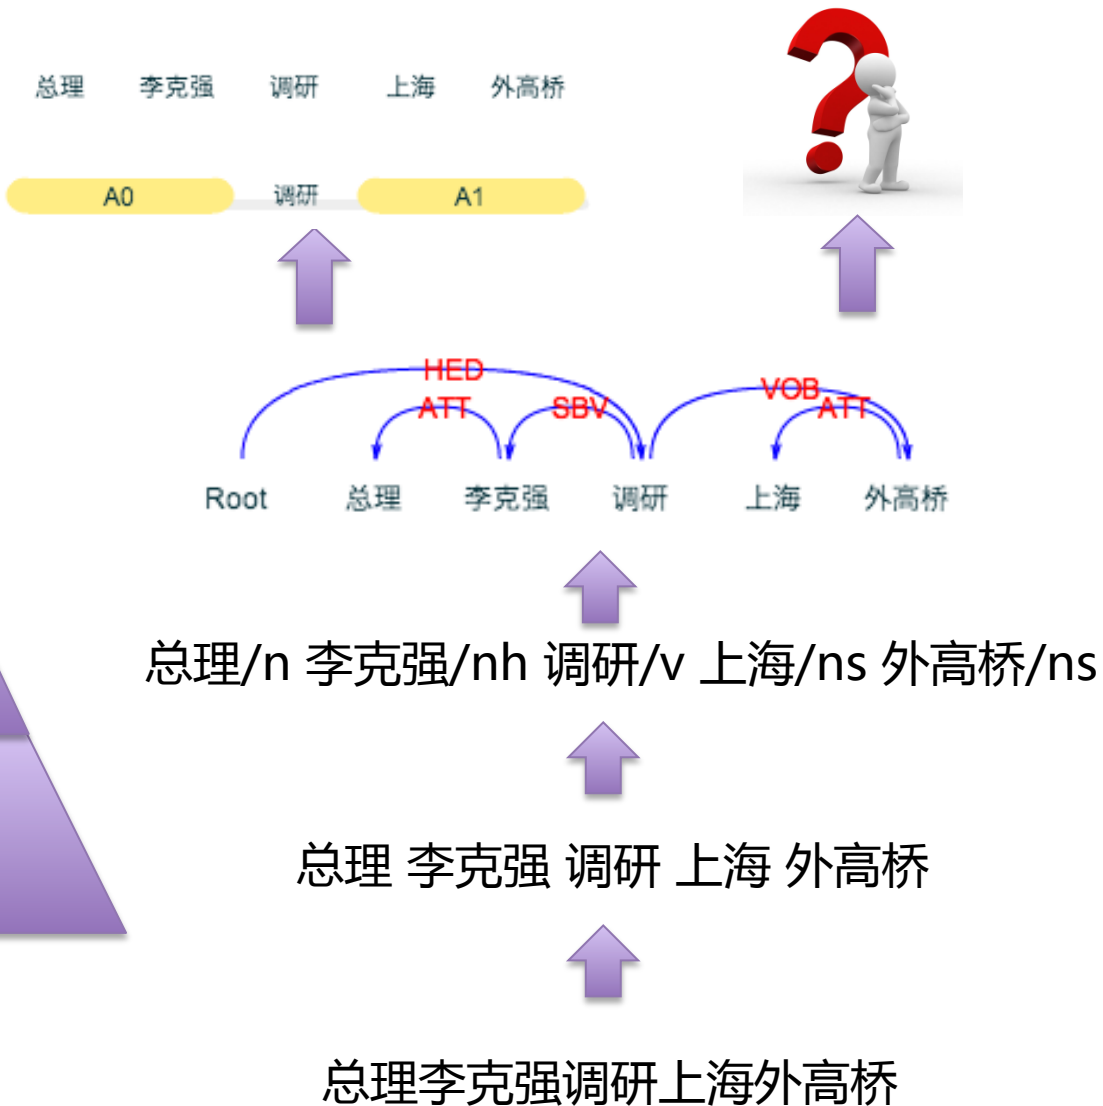 总理 李克强 调研 上海 外高桥
A0 调研 A1
HED
VOB
ATT SBV ATT
Root 总理 李克强 调研 上海 外高桥
总理/n 李克强/nh 调研/v 上海/ns 外高桥/ns
总理 李克强 调研 上海 外高桥
总理李克强调研上海外高桥